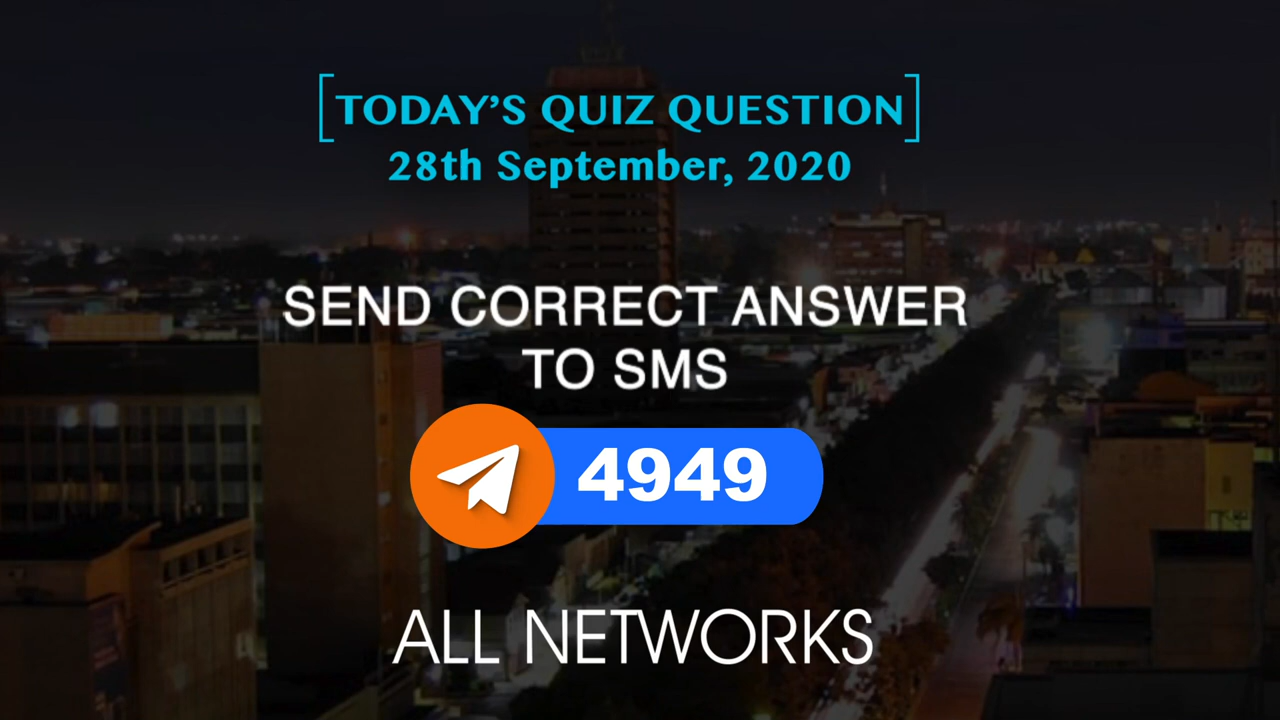 [TODAY'S QUIZ QUESTION]
28th September, 2020
SEND CORRECT ANSWER
TO SMS
4949
ALL NETWORKS